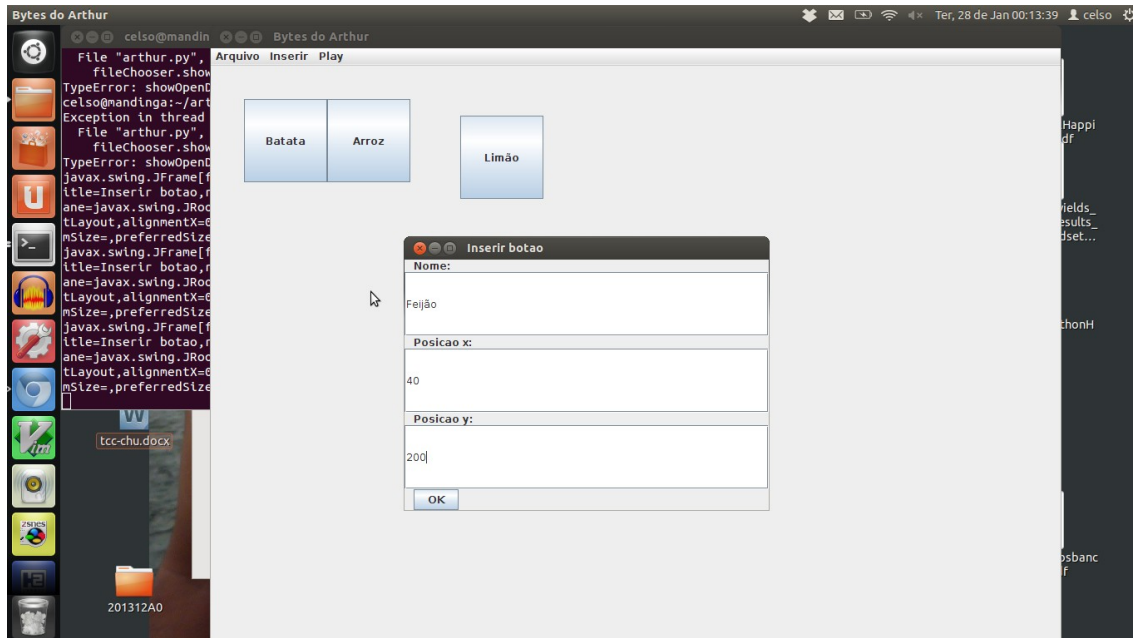 Bytes do Arthur
Ter, 28 de Jan 00:13:39 celso
celso@mandin
Bytes do Arthur
File "arthur.py",
fileChooser.show
TypeError: showOpenD
celso@mandinga:~/art
Exception in thread
File "arthur.py",
fileChooser.show
TypeError: showOpenD
javax.swing.JFrame[f
itle=Inserir botao,r
ane=javax.swing.JRoo
tLayout,alignmentX=0
mSize=,preferredSize
javax.swing.JFrame[f
itle=Inserir botao,r
ane=javax.swing.JRoo
tLayout,alignmentX=0
mSize=,preferredSize
javax.swing.JFrame[f
itle=Inserir botao,r
ane=javax.swing.JRoo
tLayout,alignmentX=0
mSize=,preferredSize
Arquivo Inserir Play
Batata
Arroz
Limão
Inserir botao
Nome:
Feijão
Posicao x:
40
Posicao y:
200
OK
tcc-chu.docx
201312A0
Vim
zsnes
Happi
df
ields_
esults_
dset...
thonH
osbanc
f